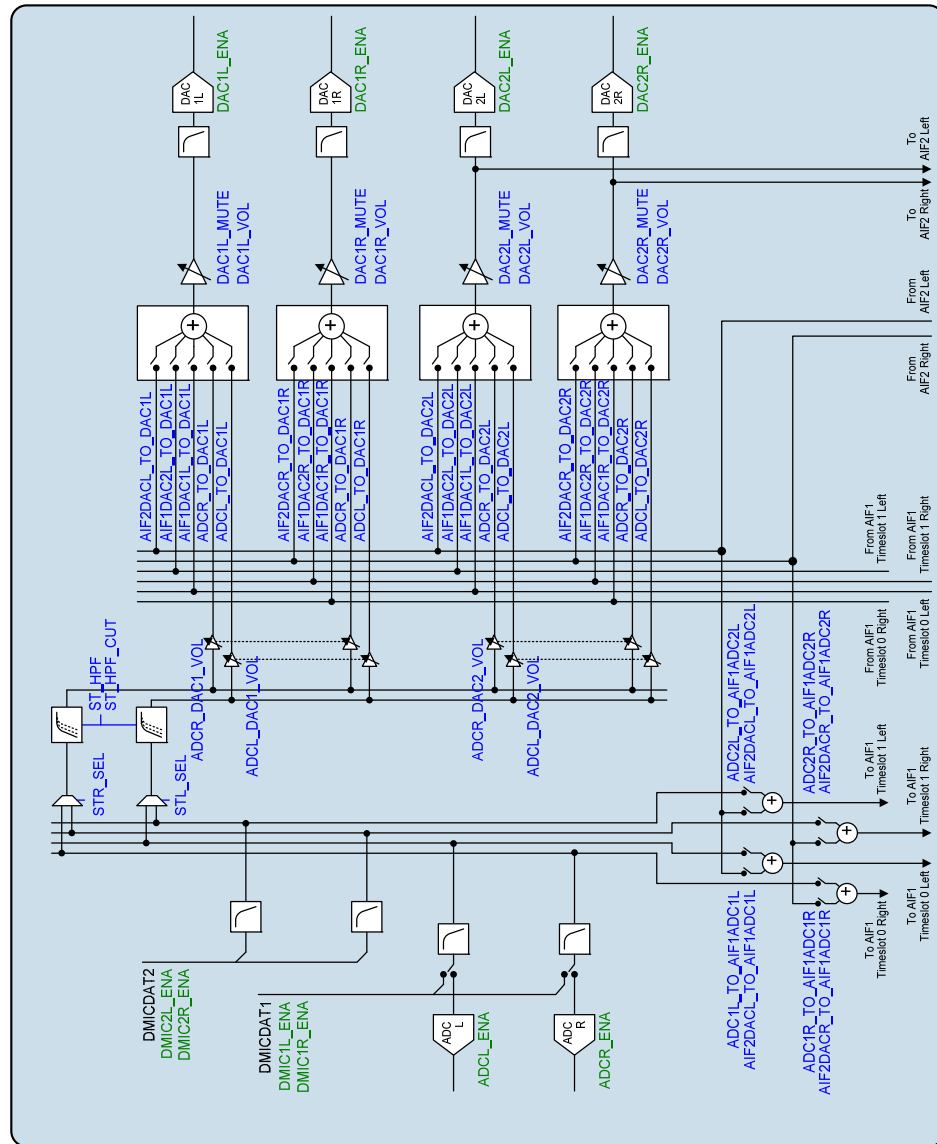 DAC
1L
DAC1L_ENA
DAC
1R
DAC1R_ENA
DAC
2L
DAC2L_ENA
DAC
2R
DAC2R_ENA
To
AIF2 Left
To
AIF2 Right
DAC1L_MUTE
DAC1L_VOL
DAC1R_MUTE
DAC1R_VOL
DAC2L_MUTE
DAC2L_VOL
DAC2R_MUTE
DAC2R_VOL
From
AIF2 Left
From
AIF2 Right
+
+
+
+
AIF2DACL_TO_DAC1L
AIF1DAC2L_TO_DAC1L
AIF1DAC1L_TO_DAC1L
ADCR_TO_DAC1L
ADCL_TO_DAC1L
AIF2DACR_TO_DAC1R
AIF1DAC2R_TO_DAC1R
AIF1DAC1R_TO_DAC1R
ADCR_TO_DAC1R
ADCL_TO_DAC1R
AIF2DACL_TO_DAC2L
AIF1DAC2L_TO_DAC2L
AIF1DAC1L_TO_DAC2L
ADCR_TO_DAC2L
ADCL_TO_DAC2L
AIF2DACR_TO_DAC2R
AIF1DAC2R_TO_DAC2R
AIF1DAC1R_TO_DAC2R
ADCR_TO_DAC2R
ADCL_TO_DAC2R
From AIF1
Timeslot 1 Left
From AIF1
Timeslot 1 Right
From AIF1
Timeslot 0 Right
From AIF1
Timeslot 0 Left
ST_HPF
ST_HPF_CUT
STR_SEL
STL_SEL
ADCR_DAC1_VOL
ADCL_DAC1_VOL
ADCR_DAC2_VOL
ADCL_DAC2_VOL
ADC2L_TO_AIF1ADC2L
AIF2DACL_TO_AIF1ADC2L
ADC2R_TO_AIF1ADC2R
AIF2DACR_TO_AIF1ADC2R
To AIF1
Timeslot 1 Left
To AIF1
Timeslot 1 Right
+
+
+
+
To AIF1
Timeslot 0 Right
To AIF1
Timeslot 0 Left
ADC1L_TO_AIF1ADC1L
AIF2DACL_TO_AIF1ADC1L
ADC1R_TO_AIF1ADC1R
AIF2DACR_TO_AIF1ADC1R
DMICDAT2
DMIC2L_ENA
DMIC2R_ENA
DMICDAT1
DMIC1L_ENA
DMIC1R_ENA
ADC
L
ADCL_ENA
ADC
R
ADCR_ENA